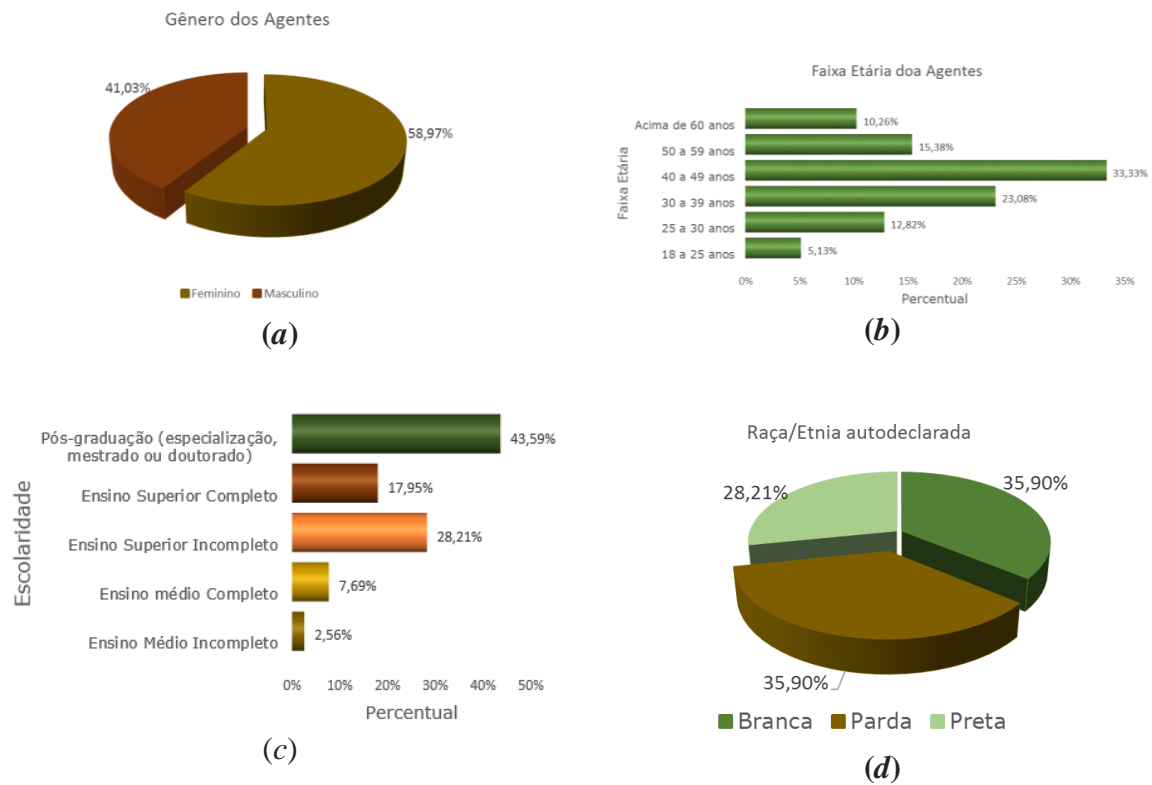 Gênero dos Agentes
41,03%
58,97%
Feminino Masculino
(a)
Faixa Etária doa Agentes
Faixa Etária
Acima de 60 anos 10,26%
50 a 59 anos 15,38%
40 a 49 anos 33,33%
30 a 39 anos 23,08%
25 a 30 anos 12,82%
18 a 25 anos 5,13%
0% 5% 10% 15% 20% 25% 30% 35%
Percentual
(b)
Escolaridade
Pós-graduação (especialização,
mestrado ou doutorado) 43,59%
Ensino Superior Completo 17,95%
Ensino Superior Incompleto 28,21%
Ensino médio Completo 7,69%
Ensino Médio Incompleto 2,56%
0% 10% 20% 30% 40% 50%
Percentual
(c)
Raça/Etnia autodeclarada
28,21%
35,90%
35,90%
Branca Parda Preta
(d)